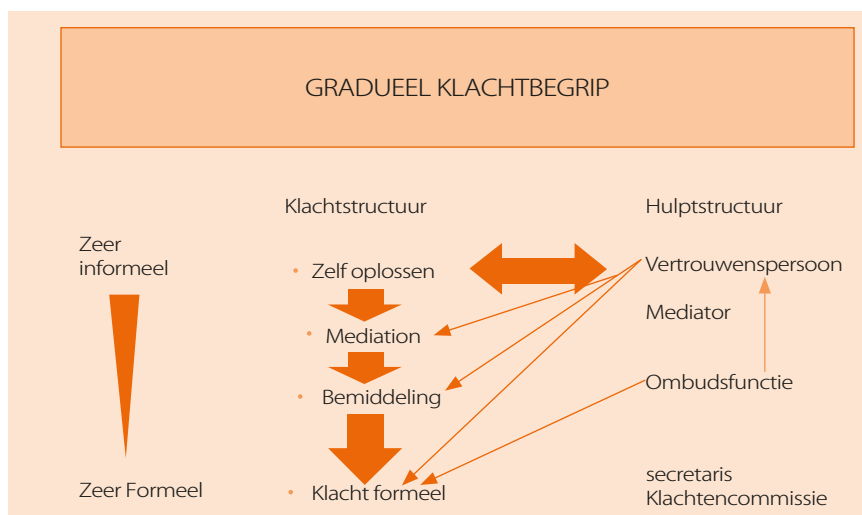 GRADUEEL KLACHTBEGRIP
Klachtstructuur
Hulptstructuur
Zeer
informeel
• Zelf oplossen
Vertrouwenspersoon
• Mediation
Mediator
• Bemiddeling
Ombudsfunctie
Zeer Formeel
• Klacht formeel
secretaris
Klachtencommissie